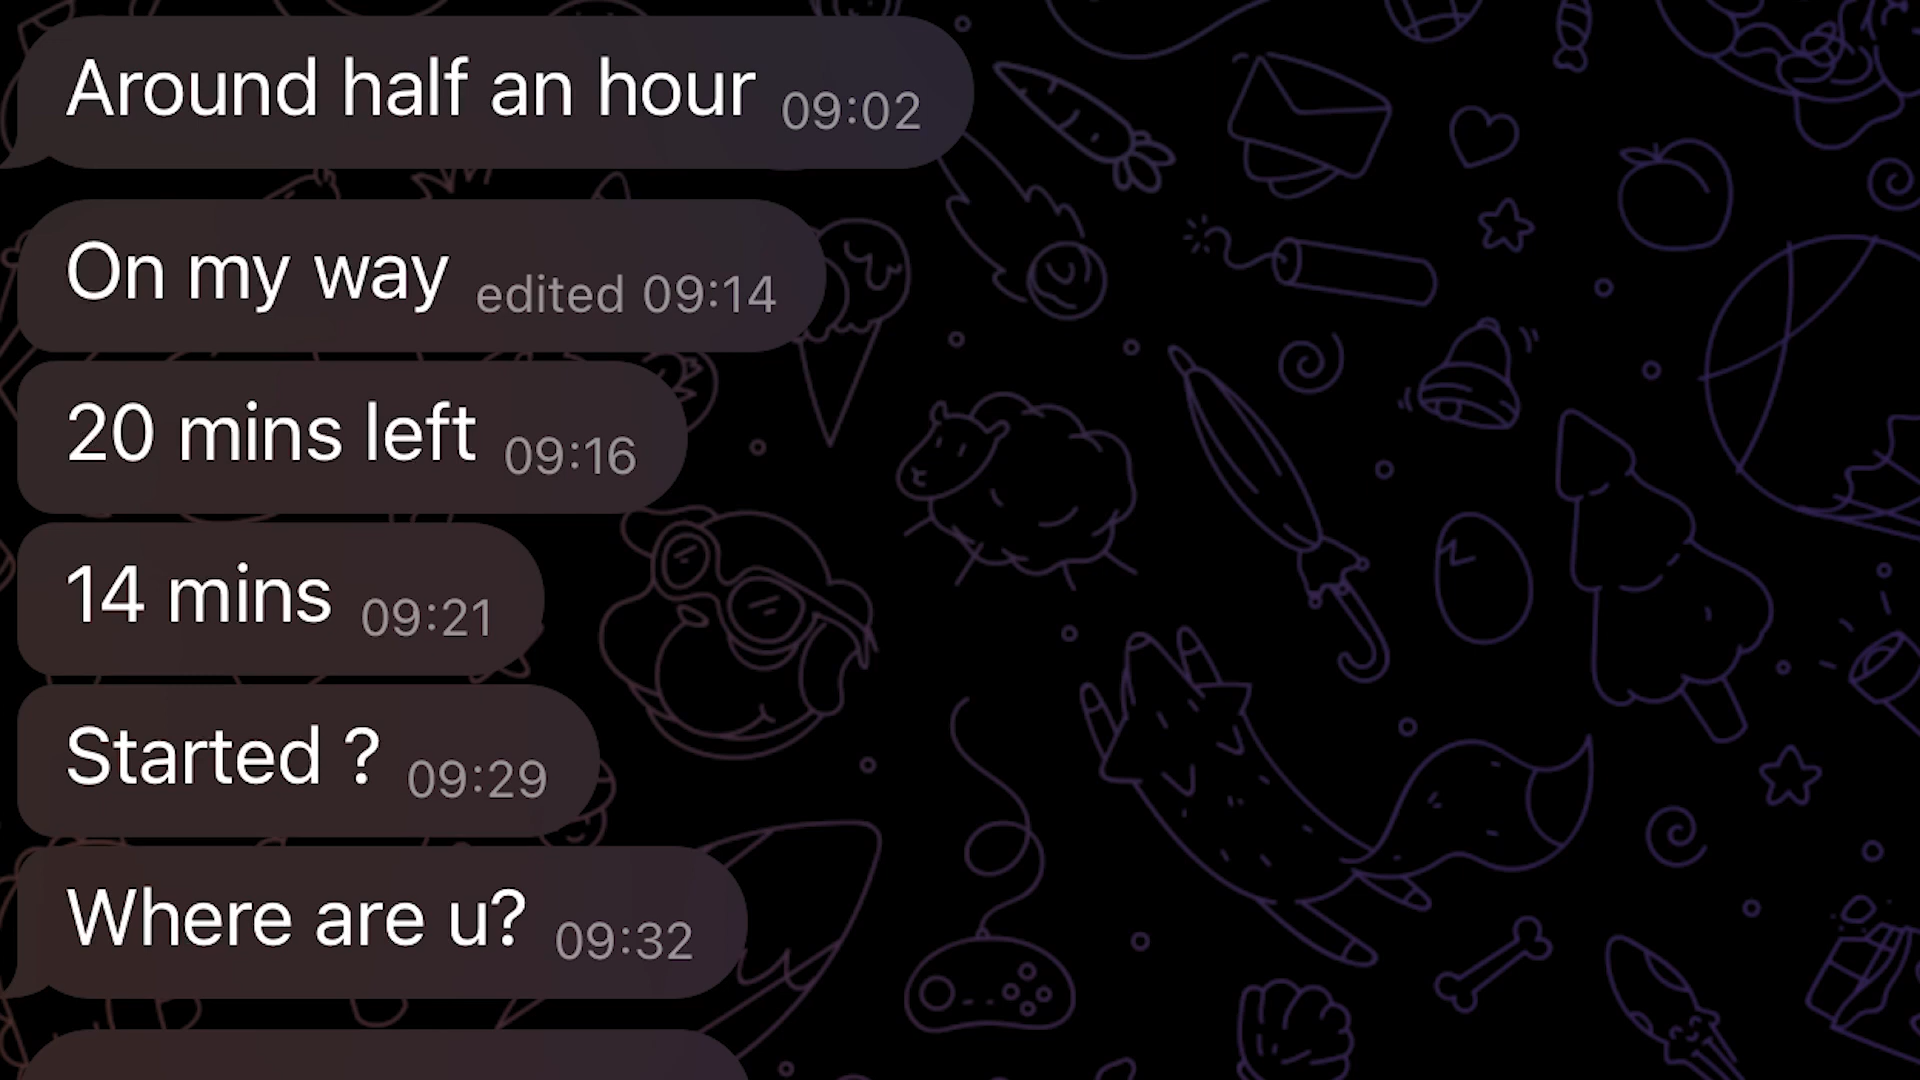 Around half an hour 09:02
On my way edited 09:14
20 mins left 09:16
14 mins 09:21
Started ? 09:29
Where are u? 09:32